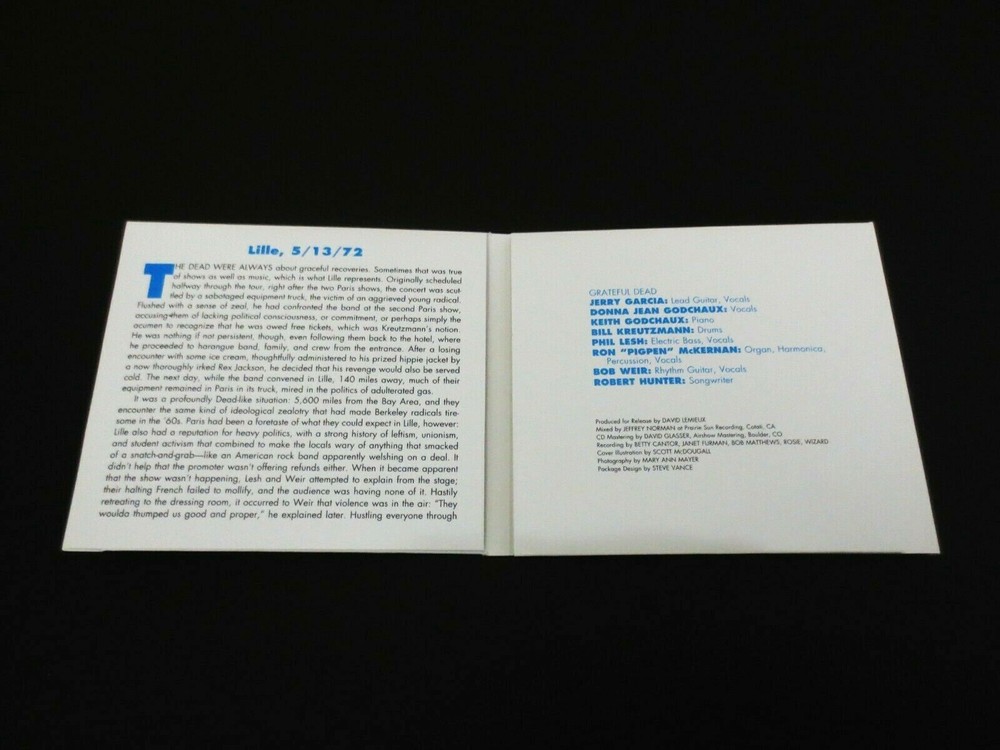 Lille, 5/13/72
THE DEAD WERE ALWAYS about graceful recoveries. Sometimes that was true
of shows as well as music, which is what Lille represents. Originally scheduled
halfway through the tour, right after the two Paris shows, the concert was scut
tled by a sabotaged equipment truck, the victim of an aggrieved young radical.
Flushed with a sense of zeal, he had confronted the band at the second Paris show,
accusing them of lacking political consciousness, or commitment, or perhaps simply the
acumen to recognize that he was owed free tickets, which was Kreutzmann's notion.
He was nothing if not persistent, though, even following them back to the hotel, where
he proceeded to harangue band, family, and crew from the entrance. After a losing
encounter with some ice cream, thoughtfully administered to his prized hippie jacket by
a now thoroughly irked Rex Jackson, he decided that his revenge would also be served
cold. The next day, while the band convened in Lille, 140 miles away, much of their
equipment remained in Paris in its truck, mired in the politics of adulterated gas.
It was a profoundly Dead-like situation: 5,600 miles from the Bay Area, and they
encounter the same kind of ideological zealotry that had made Berkeley radicals tire-
some in the '60s. Paris had been a foretaste of what they could expect in Lille, however:
Lille also had a reputation for heavy politics, with a strong history of leftism, unionism,
and student activism that combined to make the locals wary of anything that smacked
of a snatch-and-grab—like an American rock band apparently welshing on a deal. It
didn't help that the promoter wasn't offering refunds either. When it became apparent
that the show wasn't happening, Lesh and Weir attempted to explain from the stage;
their halting French failed to mollify, and the audience was having none of it. Hastily
retreating to the dressing room, it occurred to Weir that violence was in the air: "They
woulda thumped us good and proper," he explained later. Hustling everyone through
GRATEFUL DEAD
JERRY GARCIA: Lead Guitar, Vocals
DONNA JEAN GODCHAUX: Vocals
KEITH GODCHAUX: Piano
BILL KREUTZMANN: Drums
PHIL LESH: Electric Bass, Vocals
RON "PIGPEN" McKERNAN: Organ, Harmonica,
Percussion, Vocals
BOB WEIR: Rhythm Guitar, Vocals
ROBERT HUNTER: Songwriter
Produced for Release by DAVID LEMIEUX
Mixed by JEFFREY NORMAN at Prairie Sun Recording, Cotati, CA
CD Mastering by DAVID GLASSER, Airshow Mastering, Boulder, CO
Recording by BETTY CANTOR, JANET FURMAN, BOB MATTHEWS, ROSIE, WIZARD
Cover Illustration by SCOTT McDOUGALL
Photography by MARY ANN MAYER
Package Design by STEVE VANCE